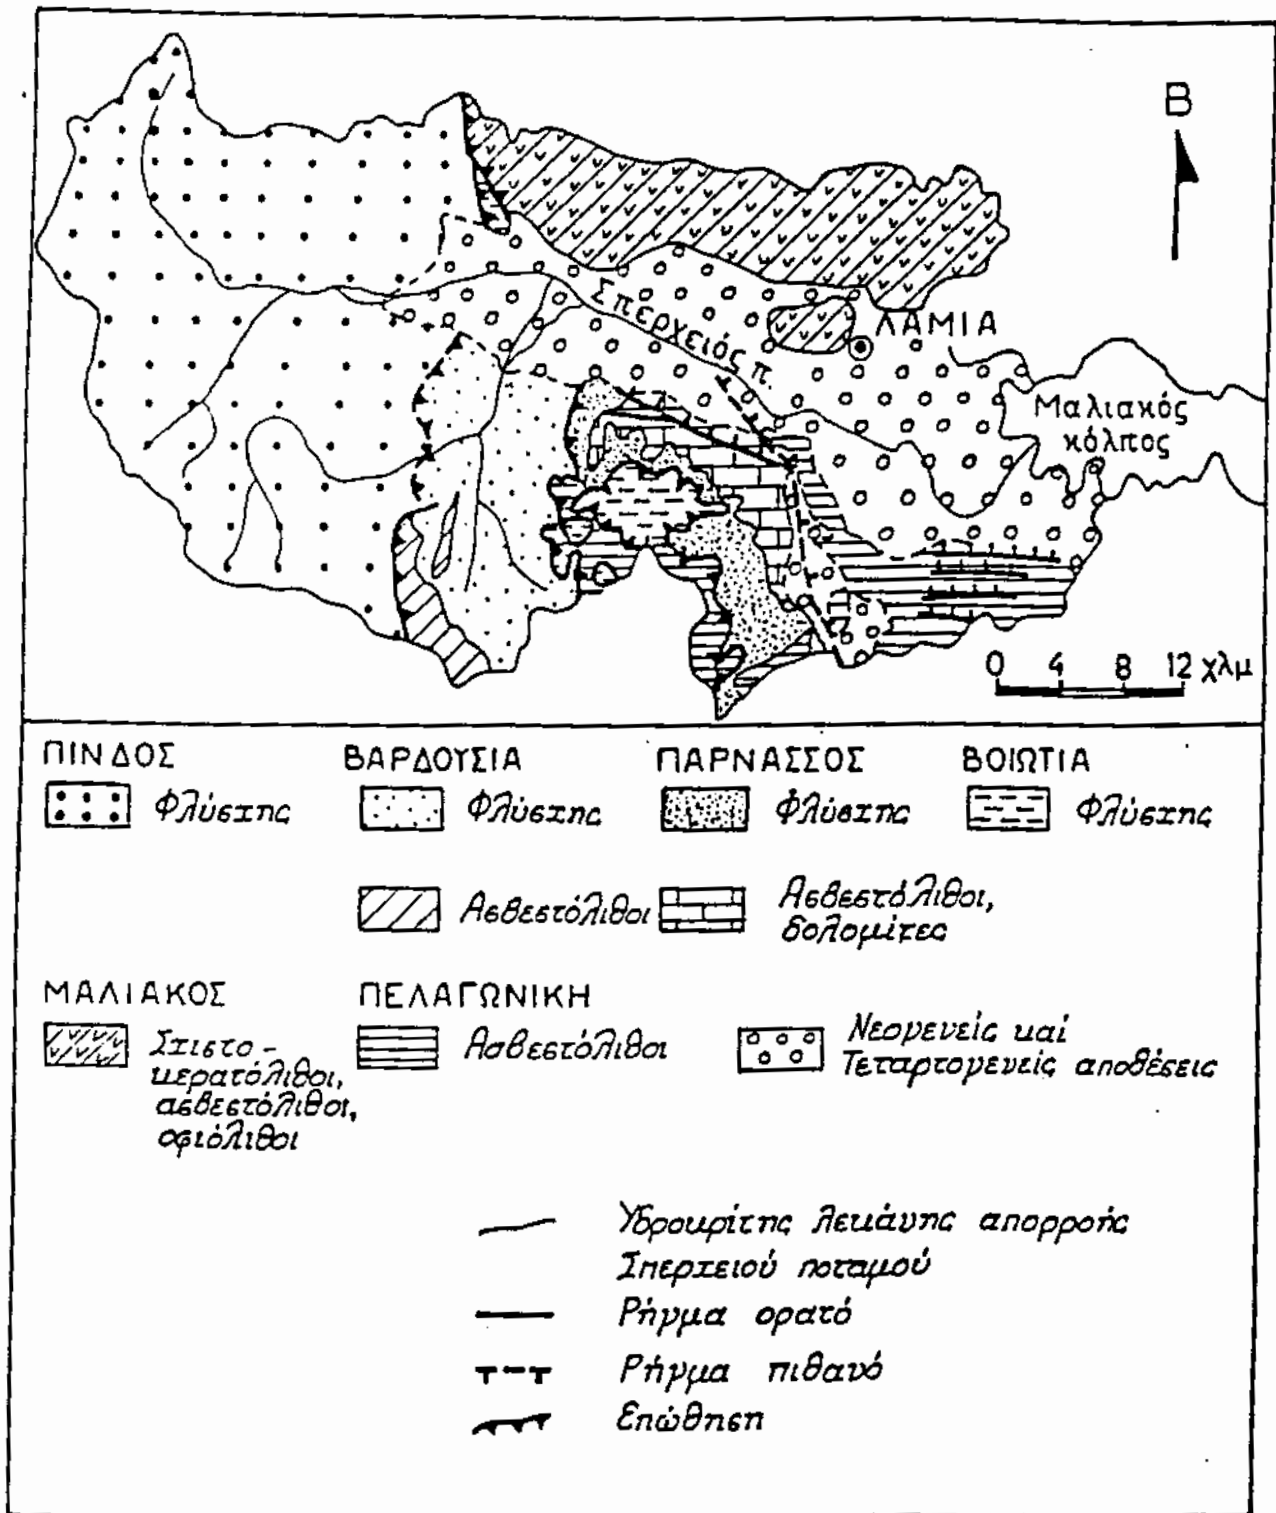 Β
Σπερχειός π.
ΛΑΜΙΑ
Μαλιακός
κόλπος
0 4 8 12 χλμ
ΠΙΝΔΟΣ ΒΑΡΔΟΥΣΙΑ ΠΑΡΝΑΣΣΟΣ ΒΟΙΩΤΙΑ
Φλύσχης Φλύσχης Φλύσχης Φλύσχης
Ασβεστόλιθοι Ασβεστόλιθοι,
δολομίτες
ΜΑΛΙΑΚΟΣ ΠΕΛΑΓΩΝΙΚΗ
Σχιστο-
κερατόλιθοι,
ασβεστόλιθοι,
οφιόλιθοι
Ασβεστόλιθοι
Νεογενείς καί
Τεταρτογενείς αποθέσεις
Υδροκρίτης λεκάνης απορροής
Σπερχειού ποταμού
Ρήγμα ορατό
Ρήγμα πιθανό
Επώθηση